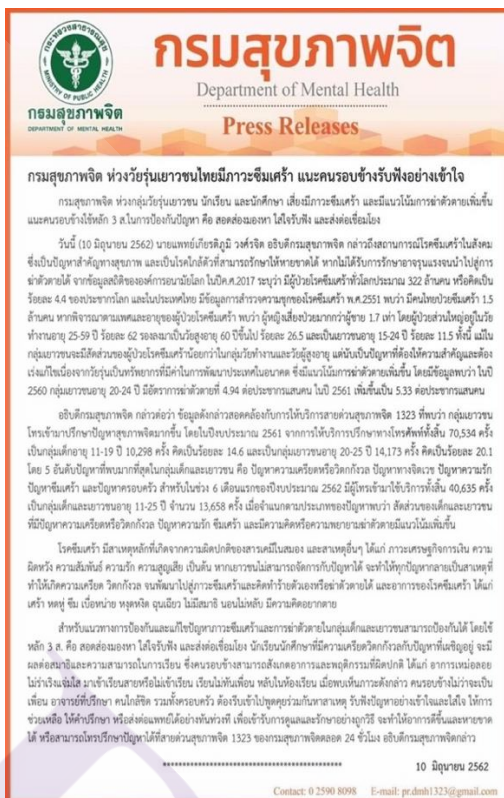 กระทรวงสาธารณสุข
MINISTRY OF PUBLIC HEALTH
กรมสุขภาพจิต
DEPARTMENT OF MENTAL HEALTH
กรมสุขภาพจิต
Department of Mental Health
Press Releases
กรมสุขภาพจิต ห่วงวัยรุ่นเยาวชนไทยมีภาวะซึมเศร้า แนะคนรอบข้างรับฟังอย่างเข้าใจ
กรมสุขภาพจิต ห่วงกลุ่มวัยรุ่นเยาวชน นักเรียน และนักศึกษา เสี่ยงมีภาวะซึมเศร้า และมีแนวโน้มการฆ่าตัวตายเพิ่มขึ้น
แนะคนรอบข้างใช้หลัก 3 ส.ในการป้องกันปัญหา คือ สอดส่องมองหา ใส่ใจรับฟัง และส่งต่อเชื่อมโยง
วันนี้ (10 มิถุนายน 2562) นายแพทย์เกียรติภูมิ วงศ์รจิต อธิบดีกรมสุขภาพจิต กล่าวถึงสถานการณ์โรคซึมเศร้าในสังคม
ซึ่งเป็นปัญหาสำคัญทางสุขภาพ และเป็นโรคใกล้ตัวที่สามารถรักษาให้หายขาดได้ หากไม่ได้รับการรักษาอาจรุนแรงจนนำไปสู่การ
ฆ่าตัวตายได้ จากข้อมูลสถิติขององค์การอนามัยโลก ในปีค.ศ.2017 ระบุว่า มีผู้ป่วยโรคซึมเศร้าทั่วโลกประมาณ 322 ล้านคน หรือคิดเป็น
ร้อยละ 4.4 ของประชากรโลก และในประเทศไทย มีข้อมูลการสำรวจความชุกของโรคซึมเศร้า พ.ศ.2551 พบว่า มีคนไทยป่วยซึมเศร้า 1.5
ล้านคน หากพิจารณาตามเพศและอายุของผู้ป่วยโรคซึมเศร้า พบว่า ผู้หญิงเสี่ยงป่วยมากกว่าผู้ชาย 1.7 เท่า โดยผู้ป่วยส่วนใหญ่อยู่ในวัย
ทำงานอายุ 25-59 ปี ร้อยละ 62 รองลงมาเป็นวัยสูงอายุ 60 ปีขึ้นไป ร้อยละ 26.5 และเป็นเยาวชนอายุ 15-24 ปี ร้อยละ 11.5 ทั้งนี้ แม้ใน
กลุ่มเยาวชนจะมีสัดส่วนของผู้ป่วยโรคซึมเศร้าน้อยกว่าในกลุ่มวัยทำงานและวัยผู้สูงอายุ แต่นับเป็นปัญหาที่ต้องให้ความสำคัญและต้อง
เร่งแก้ไขเนื่องจากวัยรุ่นเป็นทรัพยากรที่มีค่าในการพัฒนาประเทศในอนาคต ซึ่งมีแนวโน้มการฆ่าตัวตายเพิ่มขึ้น โดยมีข้อมูลพบว่า ในปี
2560 กลุ่มเยาวชนอายุ 20-24 ปี มีอัตราการฆ่าตัวตายที่ 4.94 ต่อประชากรแสนคน ในปี 2561 เพิ่มขึ้นเป็น 5.33 ต่อประชากรแสนคน
อธิบดีกรมสุขภาพจิต กล่าวต่อว่า ข้อมูลดังกล่าวสอดคล้องกับการให้บริการสายด่วนสุขภาพจิต 1323 ที่พบว่า กลุ่มเยาวชน
โทรเข้ามาปรึกษาปัญหาสุขภาพจิตมากขึ้น โดยในปีงบประมาณ 2561 จากการให้บริการปรึกษาทางโทรศัพท์ทั้งสิ้น 70,534 ครั้ง
เป็นกลุ่มเด็กอายุ 11-19 ปี 10,298 ครั้ง คิดเป็นร้อยละ 14.6 และเป็นกลุ่มเยาวชนอายุ 20-25 ปี 14,173 ครั้ง คิดเป็นร้อยละ 20.1
โดย 5 อันดับปัญหาที่พบมากที่สุดในกลุ่มเด็กและเยาวชน คือ ปัญหาความเครียดหรือวิตกกังวล ปัญหาทางจิตเวช ปัญหาความรัก
ปัญหาซึมเศร้า และปัญหาครอบครัว สำหรับในช่วง 6 เดือนแรกของปีงบประมาณ 2562 มีผู้โทรเข้ามาใช้บริการทั้งสิ้น 40,635 ครั้ง
เป็นกลุ่มเด็กและเยาวชนอายุ 11-25 ปี จำนวน 13,658 ครั้ง เมื่อจำแนกตามประเภทของปัญหาพบว่า สัดส่วนของเด็กและเยาวชน
ที่มีปัญหาความเครียดหรือวิตกกังวล ปัญหาความรัก ซึมเศร้า และมีความคิดหรือความพยายามฆ่าตัวตายมีแนวโน้มเพิ่มขึ้น
โรคซึมเศร้า มีสาเหตุหลักที่เกิดจากความผิดปกติของสารเคมีในสมอง และสาเหตุอื่นๆ ได้แก่ ภาวะเศรษฐกิจการเงิน ความ
ผิดหวัง ความสัมพันธ์ ความรัก ความสูญเสีย เป็นต้น หากเยาวชนไม่สามารถจัดการกับปัญหาได้ จะทำให้ทุกปัญหากลายเป็นสาเหตุที่
ทำให้เกิดความเครียด วิตกกังวล จนพัฒนาไปสู่ภาวะซึมเศร้าและคิดทำร้ายตัวเองหรือฆ่าตัวตายได้ และอาการของโรคซึมเศร้า ได้แก่
เศร้า หดหู่ ซึม เบื่อหน่าย หงุดหงิด ฉุนเฉียว ไม่มีสมาธิ นอนไม่หลับ มีความคิดอยากตาย
สำหรับแนวทางการป้องกันและแก้ไขปัญหาภาวะซึมเศร้าและการฆ่าตัวตายในกลุ่มเด็กและเยาวชนสามารถป้องกันได้ โดยใช้
หลัก 3 ส. คือ สอดส่องมองหา ใส่ใจรับฟัง และส่งต่อเชื่อมโยง นักเรียนนักศึกษาที่มีความเครียดวิตกกังวลกับปัญหาที่เผชิญอยู่ จะมี
ผลต่อสมาธิและความสามารถในการเรียน ซึ่งคนรอบข้างสามารถสังเกตอาการและพฤติกรรมที่ผิดปกติ ได้แก่ อาการเหม่อลอย
ไม่ร่าเริงแจ่มใส มาเข้าเรียนสายหรือไม่เข้าเรียน เรียนไม่ทันเพื่อน หลับในห้องเรียน เมื่อพบเห็นภาวะดังกล่าว คนรอบข้างไม่ว่าจะเป็น
เพื่อน อาจารย์ที่ปรึกษา คนใกล้ชิด รวมทั้งครอบครัว ต้องรีบเข้าไปพูดคุยร่วมกันหาสาเหตุ รับฟังปัญหาอย่างเข้าใจและใส่ใจ ให้การ
ช่วยเหลือ ให้คำปรึกษา หรือส่งต่อแพทย์ได้อย่างทันท่วงที เพื่อเข้ารับการดูแลและรักษาอย่างถูกวิธี จะทำให้อาการดีขึ้นและหายขาด
ได้ หรือสามารถโทรปรึกษาปัญหาได้ที่สายด่วนสุขภาพจิต 1323 ของกรมสุขภาพจิตตลอด 24 ชั่วโมง อธิบดีกรมสุขภาพจิตกล่าว
********************************************
10 มิถุนายน 2562
Contact: 0 2590 8098 E-mail: pr.dmh1323@gmail.com